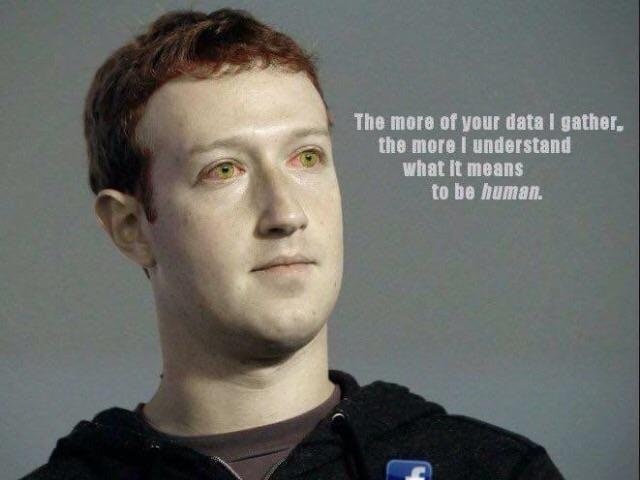 The more of your data I gather,
the more I understand
what it means
to be human.
f